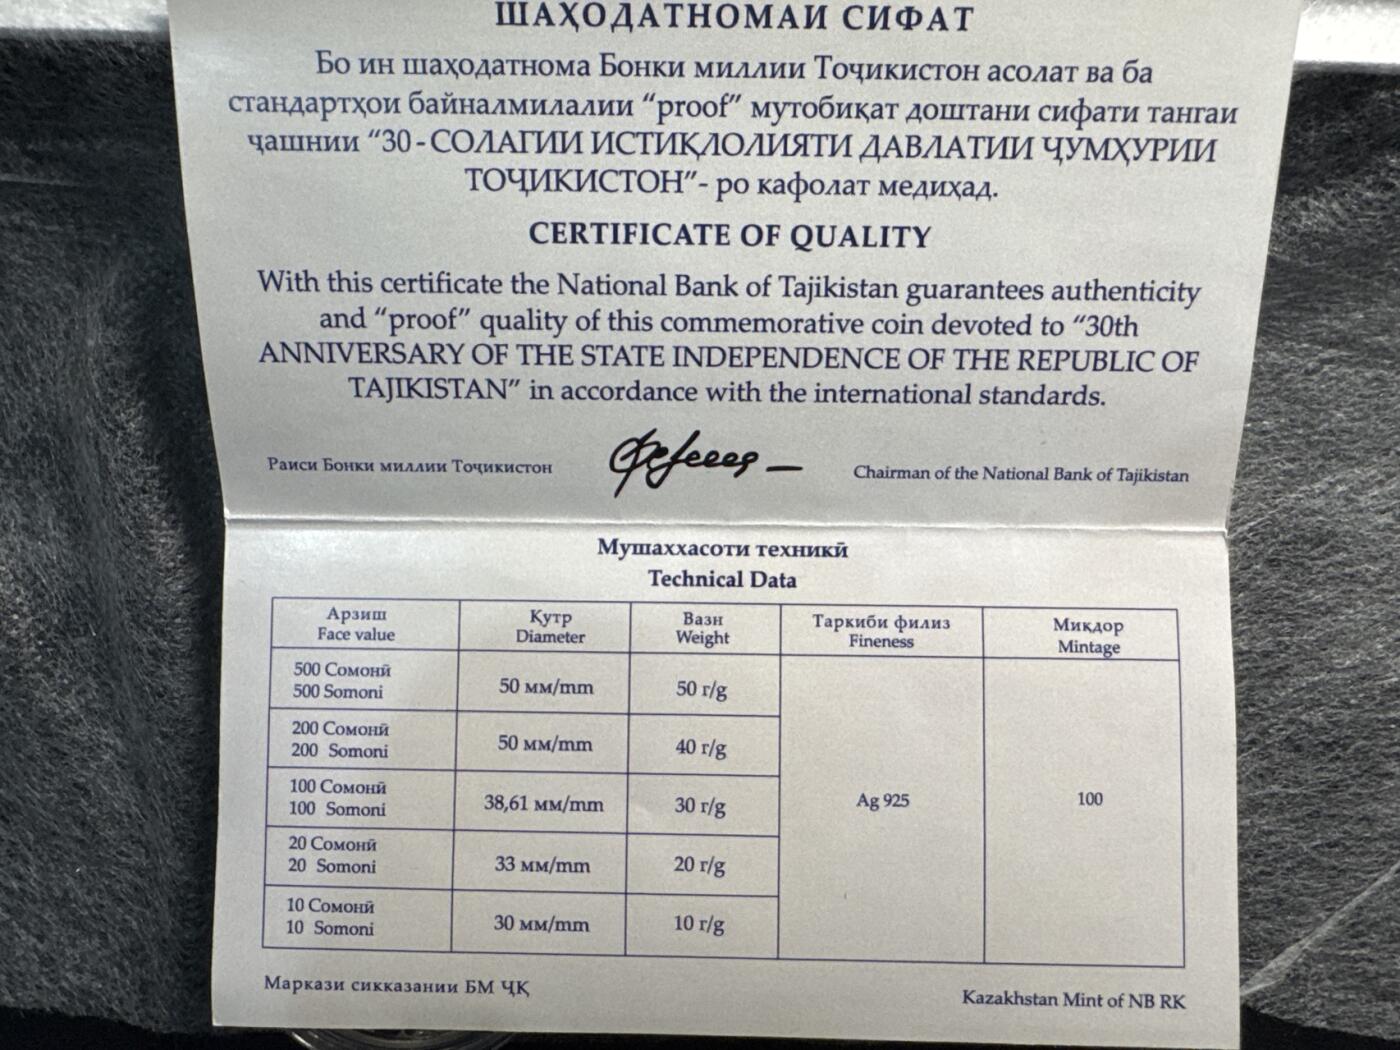 ШАҲОДАТНОМАИ СИФАТ
Бо ин шаҳодатнома Бонки миллии Тоҷикистон асолат ва ба
стандартҳои байналмилалии “proof” мутобиқат доштани сифати тангаи
ҷашнии “30 - СОЛАГИИ ИСТИҚЛОЛИЯТИ ДАВЛАТИИ ҶУМҲУРИИ
ТОҶИКИСТОН”- ро кафолат медиҳад.
CERTIFICATE OF QUALITY
With this certificate the National Bank of Tajikistan guarantees authenticity
and “proof” quality of this commemorative coin devoted to “30th
ANNIVERSARY OF THE STATE INDEPENDENCE OF THE REPUBLIC OF
TAJIKISTAN” in accordance with the international standards.
Раиси Бонки миллии Тоҷикистон
Chairman of the National Bank of Tajikistan
Мушаххасоти техникӣ
Technical Data
Арзиш Қутр Вазн Таркиби филиз Миқдор
Face value Diameter Weight Fineness Mintage
500 Сомонӣ
500 Somoni 50 мм/mm 50 г/g
200 Сомонӣ
200 Somoni 50 мм/mm 40 г/g
100 Сомонӣ
100 Somoni 38,61 мм/mm 30 г/g Ag 925 100
20 Сомонӣ
20 Somoni 33 мм/mm 20 г/g
10 Сомонӣ
10 Somoni 30 мм/mm 10 г/g
Маркази сикказании БМ ҶҚ
Kazakhstan Mint of NB RK